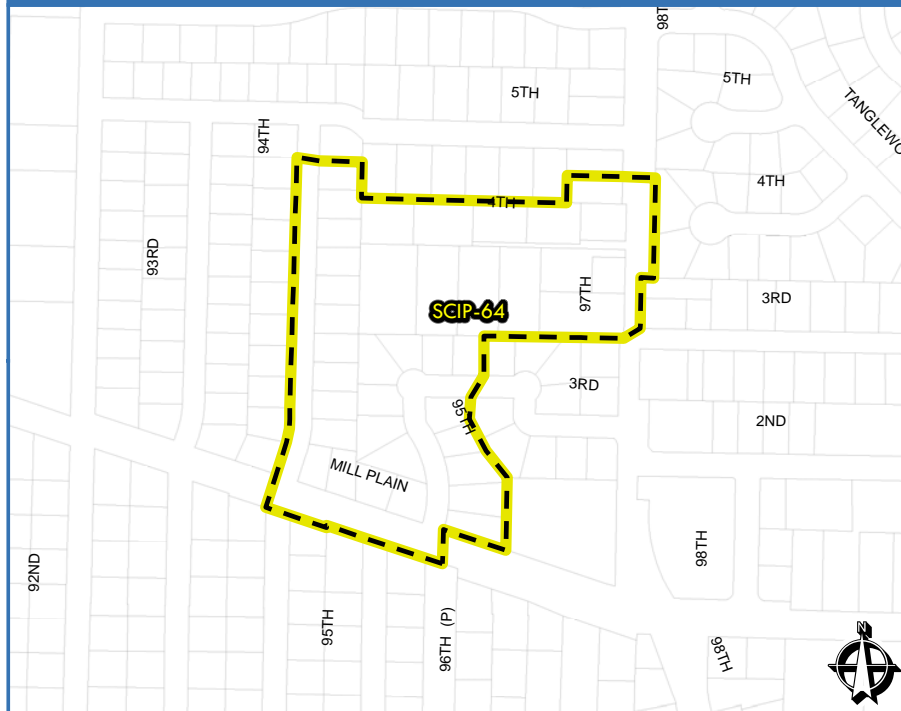 98T
5TH
5TH
TANGLEWO
94TH
4TH
4TH
93RD
97TH
3RD
SCIP-64
3RD
95TH
2ND
MILL PLAIN
98TH
92ND
95TH
96TH (P)
98TH
N